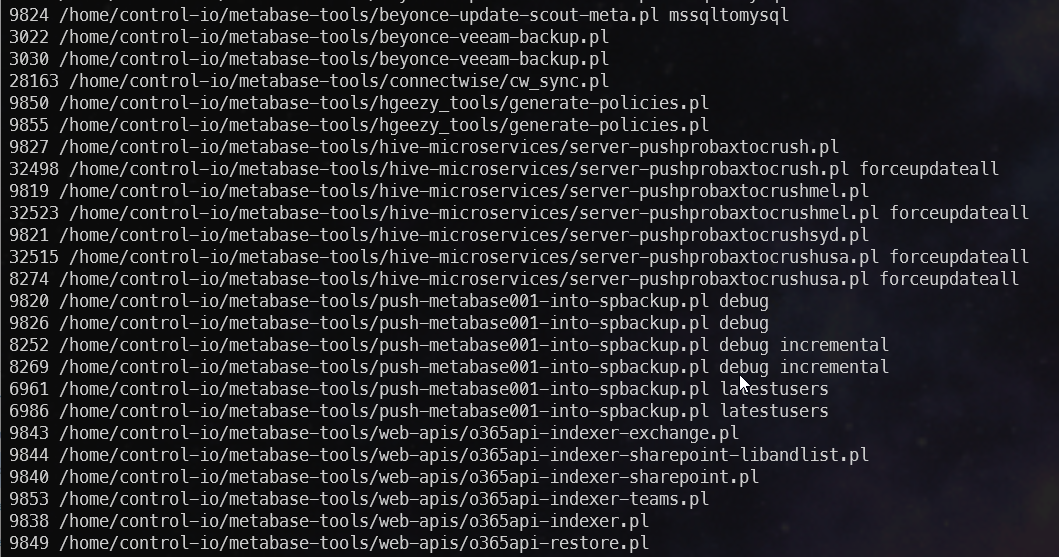 9824 /home/control-io/metabase-tools/beyonce-update-scout-meta.pl mssqltomysql
3022 /home/control-io/metabase-tools/beyonce-veeam-backup.pl
3030 /home/control-io/metabase-tools/beyonce-veeam-backup.pl
28163 /home/control-io/metabase-tools/connectwise/cw_sync.pl
9850 /home/control-io/metabase-tools/hgeezy_tools/generate-policies.pl
9855 /home/control-io/metabase-tools/hgeezy_tools/generate-policies.pl
9827 /home/control-io/metabase-tools/hive-microservices/server-pushprobaxtocrush.pl
32498 /home/control-io/metabase-tools/hive-microservices/server-pushprobaxtocrush.pl forceupdateall
9819 /home/control-io/metabase-tools/hive-microservices/server-pushprobaxtocrushmel.pl
32523 /home/control-io/metabase-tools/hive-microservices/server-pushprobaxtocrushmel.pl forceupdateall
9821 /home/control-io/metabase-tools/hive-microservices/server-pushprobaxtocrushsyd.pl
32515 /home/control-io/metabase-tools/hive-microservices/server-pushprobaxtocrushusa.pl forceupdateall
8274 /home/control-io/metabase-tools/hive-microservices/server-pushprobaxtocrushusa.pl forceupdateall
9820 /home/control-io/metabase-tools/push-metabase001-into-spbackup.pl debug
9826 /home/control-io/metabase-tools/push-metabase001-into-spbackup.pl debug
8252 /home/control-io/metabase-tools/push-metabase001-into-spbackup.pl debug incremental
8269 /home/control-io/metabase-tools/push-metabase001-into-spbackup.pl debug incremental
6961 /home/control-io/metabase-tools/push-metabase001-into-spbackup.pl latestusers
6986 /home/control-io/metabase-tools/push-metabase001-into-spbackup.pl latestusers
9843 /home/control-io/metabase-tools/web-apis/o365api-indexer-exchange.pl
9844 /home/control-io/metabase-tools/web-apis/o365api-indexer-sharepoint-libandlist.pl
9840 /home/control-io/metabase-tools/web-apis/o365api-indexer-sharepoint.pl
9853 /home/control-io/metabase-tools/web-apis/o365api-indexer-teams.pl
9838 /home/control-io/metabase-tools/web-apis/o365api-indexer.pl
9849 /home/control-io/metabase-tools/web-apis/o365api-restore.pl